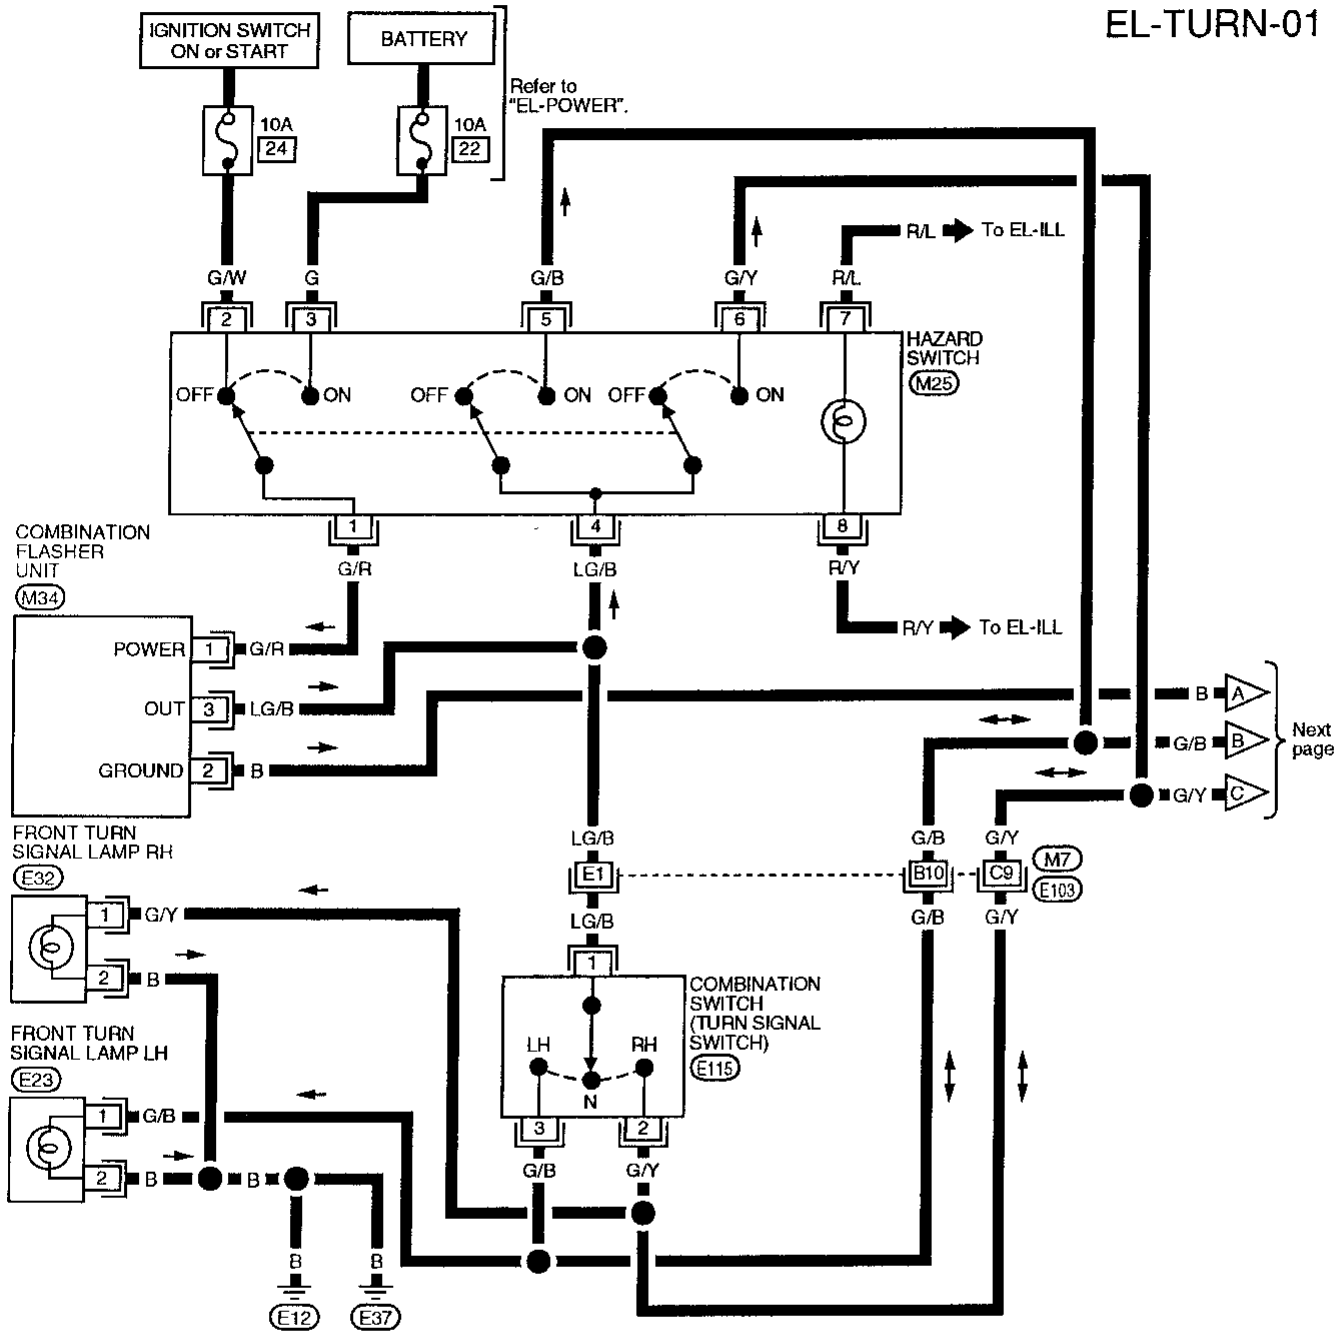 EL-TURN-01
IGNITION SWITCH
ON or START
BATTERY
Refer to
"EL-POWER".
10A
24
10A
22
R/L
To EL-ILL
G/W
G
G/B
G/Y
R/L
2
3
5
6
7
HAZARD
SWITCH
M25
OFF
ON
OFF
ON
OFF
ON
1
4
8
COMBINATION
FLASHER
UNIT
M34
G/R
LG/B
R/Y
R/Y
To EL-ILL
POWER
1
G/R
OUT
3
LG/B
GROUND
2
B
B
A
G/B
B
G/Y
C
Next
page
FRONT TURN
SIGNAL LAMP RH
E32
LG/B
G/B
G/Y
E1
B10
C9
M7
E103
LG/B
G/B
G/Y
1
G/Y
2
B
1
COMBINATION
SWITCH
(TURN SIGNAL
SWITCH)
E115
LH
RH
N
FRONT TURN
SIGNAL LAMP LH
E23
1
G/B
2
B
B
3
2
G/B
G/Y
B
B
E12
E37